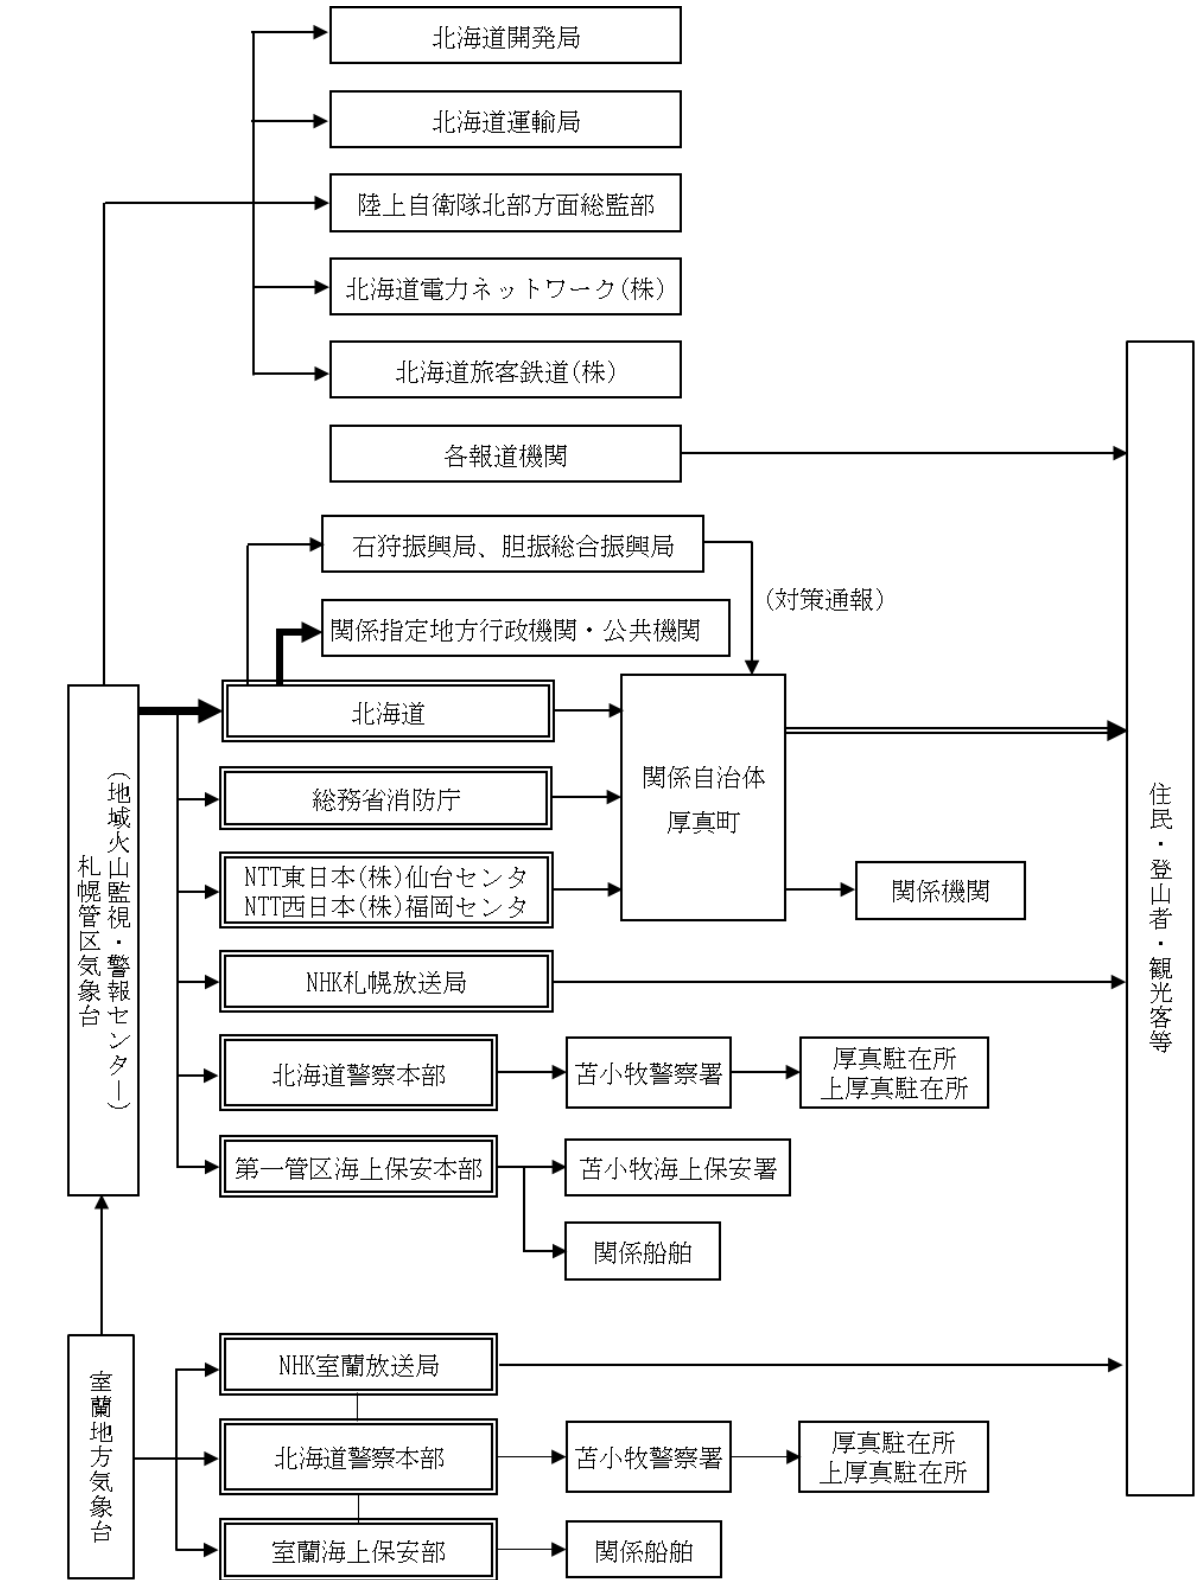 北海道開発局
北海道運輸局
陸上自衛隊北部方面総監部
北海道電力ネットワーク(株)
北海道旅客鉄道(株)
各報道機関
石狩振興局、胆振総合振興局
(対策通報)
関係指定地方行政機関・公共機関
北海道
総務省消防庁
NTT東日本(株)仙台センタ
NTT西日本(株)福岡センタ
NHK札幌放送局
北海道警察本部
第一管区海上保安本部
関係自治体
厚真町
関係機関
苫小牧警察署
厚真駐在所
上厚真駐在所
苫小牧海上保安署
関係船舶
(地域火山監視・警報センター)
札幌管区気象台
住民・登山者・観光客等
室蘭地方気象台
NHK室蘭放送局
北海道警察本部
苫小牧警察署
厚真駐在所
上厚真駐在所
室蘭海上保安部
関係船舶